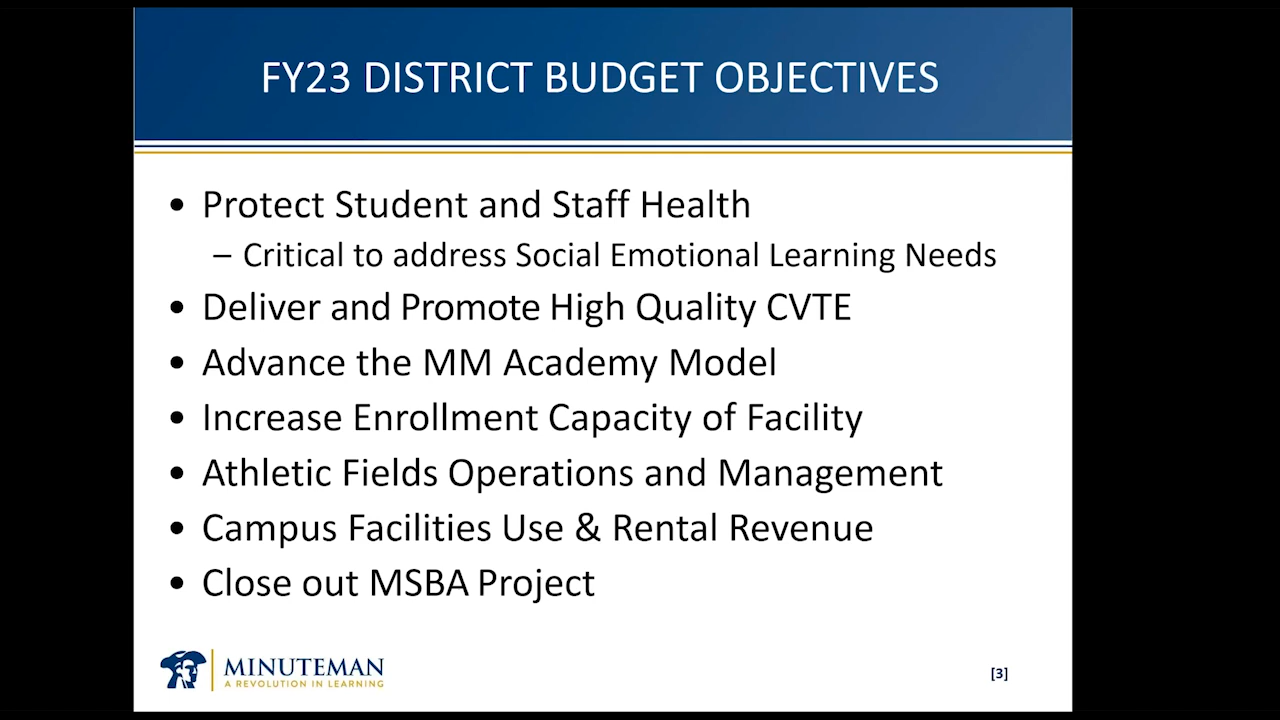 FY23 DISTRICT BUDGET OBJECTIVES
• Protect Student and Staff Health
– Critical to address Social Emotional Learning Needs
• Deliver and Promote High Quality CVTE
• Advance the MM Academy Model
• Increase Enrollment Capacity of Facility
• Athletic Fields Operations and Management
• Campus Facilities Use & Rental Revenue
• Close out MSBA Project
MINUTEMAN
A REVOLUTION IN LEARNING
[3]